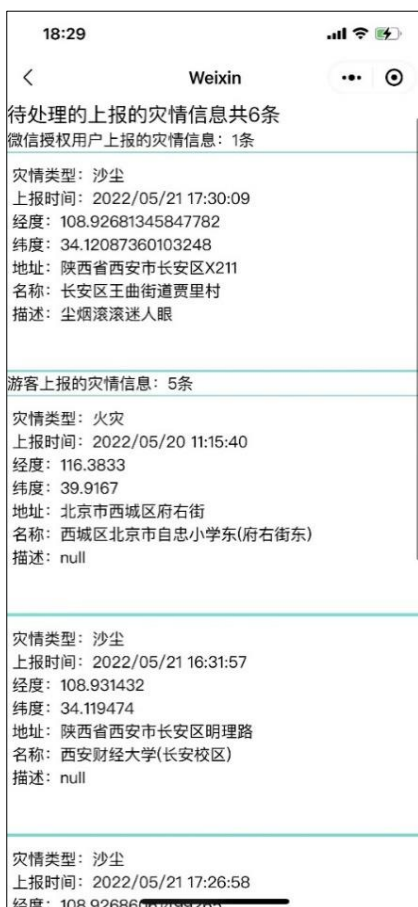 18:29
Weixin
待处理的上报的灾情信息共6条
微信授权用户上报的灾情信息：1条
灾情类型：沙尘
上报时间：2022/05/21 17:30:09
经度：108.92681345847782
纬度：34.12087360103248
地址：陕西省西安市长安区X211
名称：长安区王曲街道贾里村
描述：尘烟滚滚迷人眼
游客上报的灾情信息：5条
灾情类型：火灾
上报时间：2022/05/20 11:15:40
经度：116.3833
纬度：39.9167
地址：北京市西城区府右街
名称：西城区北京市自忠小学东(府右街东)
描述：null
灾情类型：沙尘
上报时间：2022/05/21 16:31:57
经度：108.931432
纬度：34.119474
地址：陕西省西安市长安区明理路
名称：西安财经大学(长安校区)
描述：null
灾情类型：沙尘
上报时间：2022/05/21 17:26:58
经度：